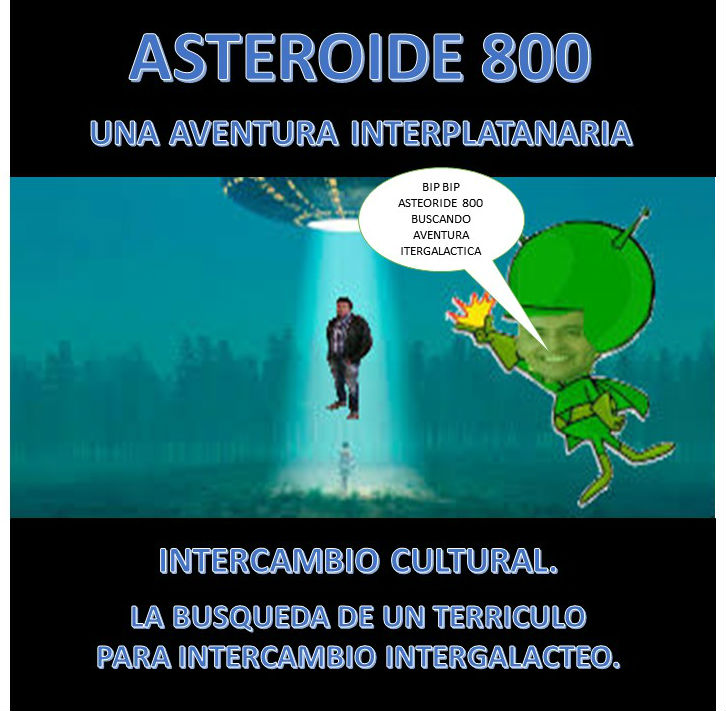 ASTEROIDE 800
UNA AVENTURA INTERPLATANARIA
BIP BIP
ASTEORIDE 800
BUSCANDO
AVENTURA
ITERGALACTICA
INTERCAMBIO CULTURAL.
LA BUSQUEDA DE UN TERRICULO
PARA INTERCAMBIO INTERGALACTEO.